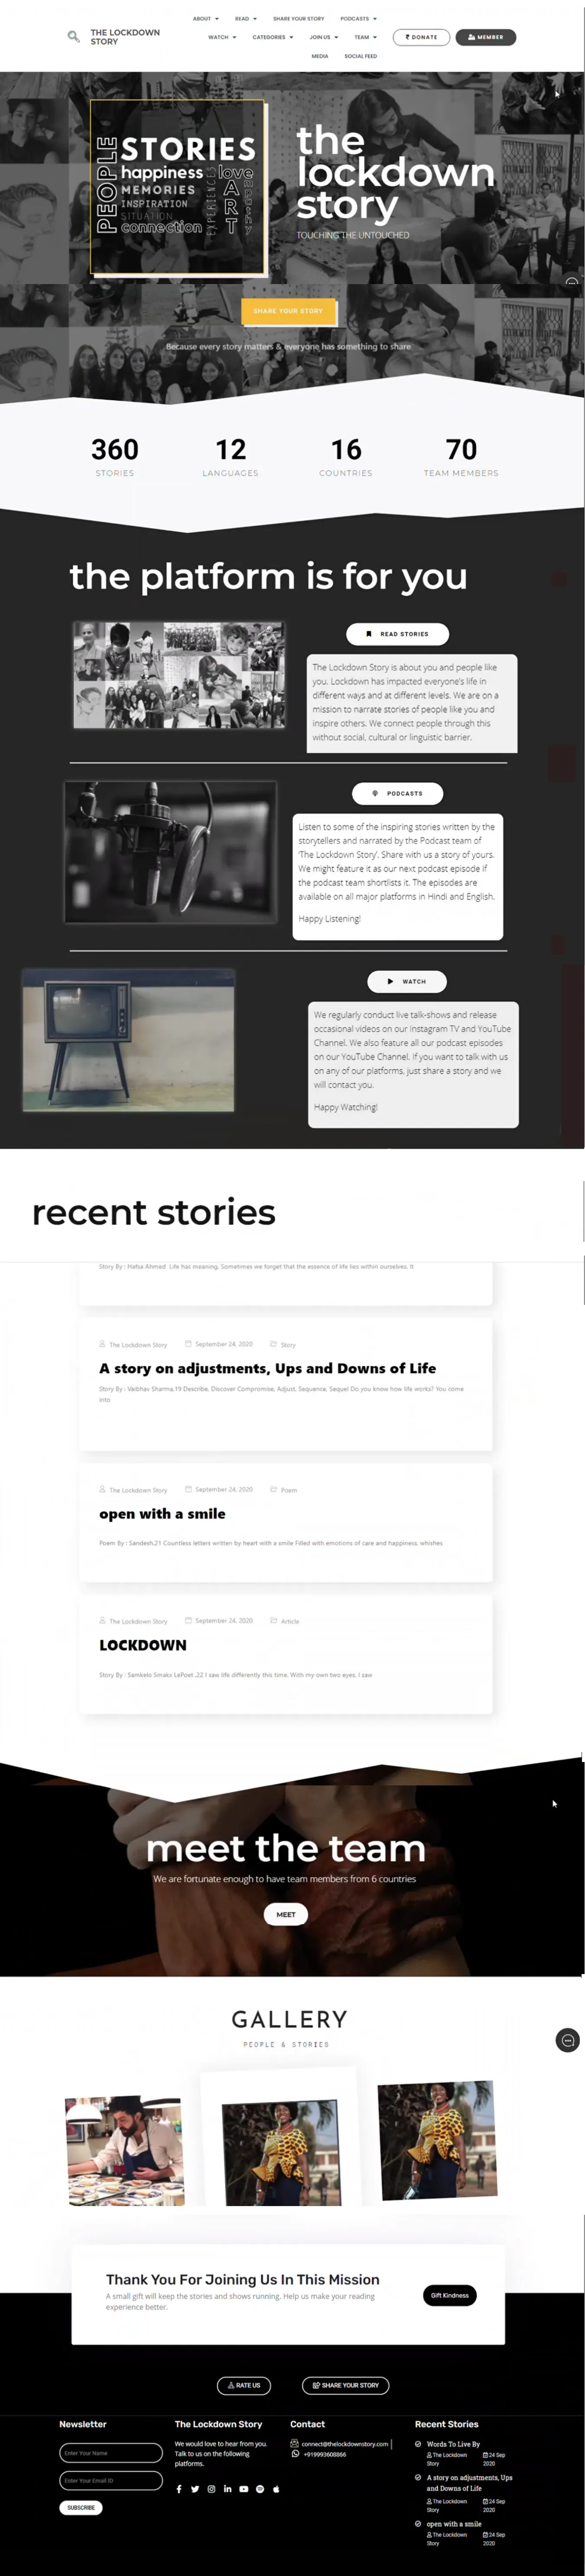 THE LOCKDOWN
STORY
ABOUT
READ
SHARE YOUR STORY
PODCASTS
WATCH
CATEGORIES
JOIN US
TEAM
MEDIA
SOCIAL FEED
₹ DONATE
MEMBER
PEOPLE
STORIES
happiness
love
MEMORIES
INSPIRATION
SITUATION
connection
EXPERIENCES
ART
the
lockdown
story
TOUCHING THE UNTOUCHED
SHARE YOUR STORY
Because every story matters & everyone has something to share
360
STORIES
12
LANGUAGES
16
COUNTRIES
70
TEAM MEMBERS
the platform is for you
READ STORIES
The Lockdown Story is about you and people like
you. Lockdown has impacted everyone's life in
different ways and at different levels. We are on a
mission to narrate stories of people like you and
inspire others. We connect people through this
without social, cultural or linguistic barrier.
PODCASTS
Listen to some of the inspiring stories written by the
storytellers and narrated by the Podcast team of
'The Lockdown Story'. Share with us a story of yours.
We might feature it as our next podcast episode if
the podcast team shortlists it. The episodes are
available on all major platforms in Hindi and English.
Happy Listening!
WATCH
We regularly conduct live talk-shows and release
occasional videos on our Instagram TV and YouTube
Channel. We also feature all our podcast episodes
on our YouTube Channel. If you want to talk with us
on any of our platforms, just share a story and we
will contact you.
Happy Watching!
recent stories
Story By : Hafsa Ahmed Life has meaning. Sometimes we forget that the essence of life lies within ourselves. It
The Lockdown Story
September 24, 2020
Story
A story on adjustments, Ups and Downs of Life
Story By : Vaibhav Sharma,19 Describe, Discover Compromise, Adjust, Sequence, Sequel Do you know how life works? You come
into
The Lockdown Story
September 24, 2020
Poem
open with a smile
Poem By : Sandesh,21 Countless letters written by heart with a smile Filled with emotions of care and happiness. whishes
The Lockdown Story
September 24, 2020
Article
LOCKDOWN
Story By : Samkelo Smakx LePoet ,22 I saw life differently this time. With my own two eyes, I saw
meet the team
We are fortunate enough to have team members from 6 countries
MEET
GALLERY
PEOPLE & STORIES
Thank You For Joining Us In This Mission
A small gift will keep the stories and shows running. Help us make your reading
experience better.
Gift Kindness
RATE US
SHARE YOUR STORY
Newsletter
Enter Your Name
Enter Your Email ID
SUBSCRIBE
The Lockdown Story
We would love to hear from you.
Talk to us on the following
platforms.
Contact
connect@thelockdownstory.com
+919993608866
Recent Stories
Words To Live By
The Lockdown
Story
24 Sep
2020
A story on adjustments, Ups
and Downs of Life
The Lockdown
Story
24 Sep
2020
open with a smile
The Lockdown
Story
24 Sep
2020